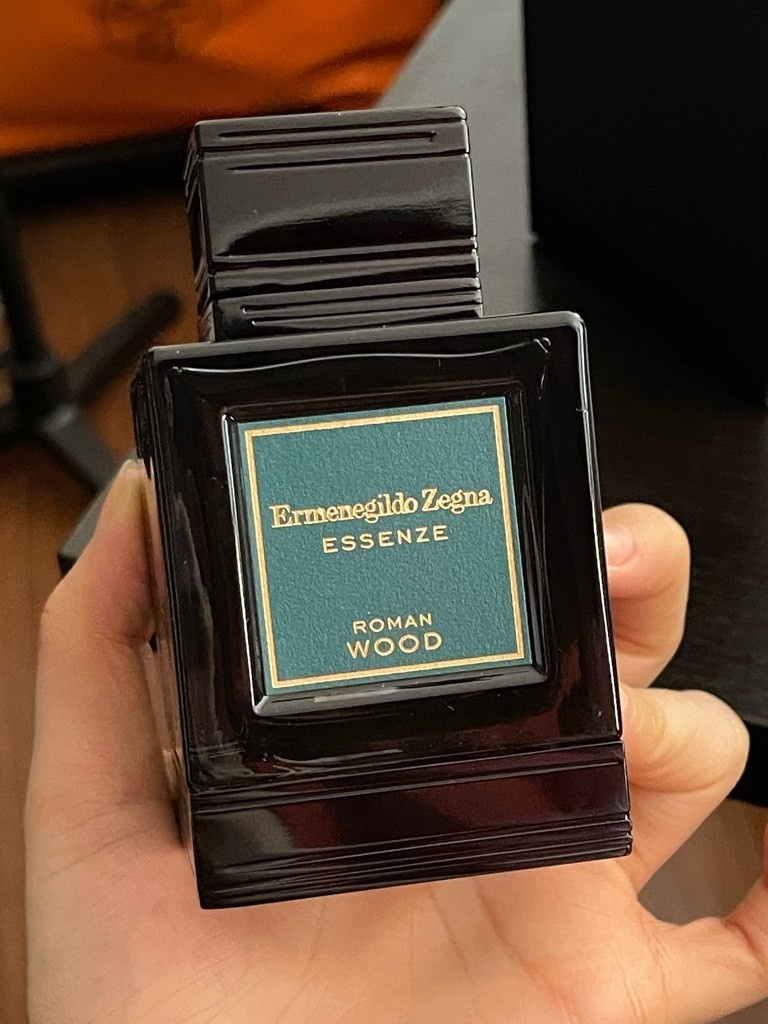 Ermenegildo Zegna
ESSENZE
ROMAN
WOOD